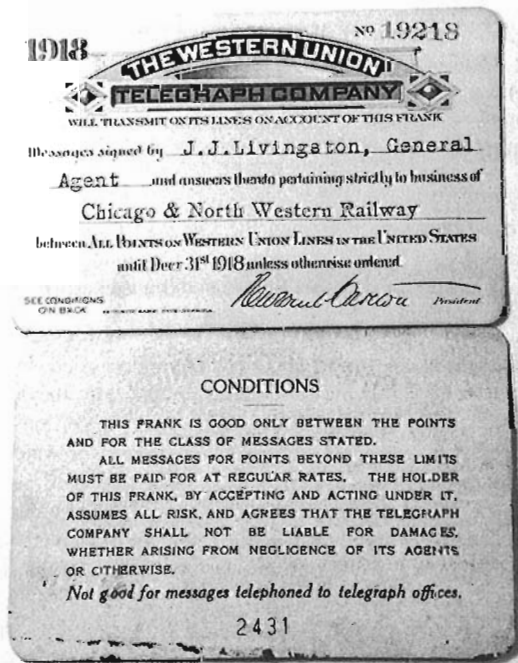 1918
No 19218
THE WESTERN UNION
TELEGRAPH COMPANY
WILL TRANSMIT ON ITS LINES ON ACCOUNT OF THIS FRANK
Messages signed by J.J.Livingston, General
Agent and answers thereto pertaining strictly to business of
Chicago & North Western Railway
between ALL POINTS ON WESTERN UNION LINES IN THE UNITED STATES
until Decr 31st 1918 unless otherwise ordered
SEE CONDITIONS
ON BACK
Newcomb Carlton President
CONDITIONS
THIS FRANK IS GOOD ONLY BETWEEN THE POINTS
AND FOR THE CLASS OF MESSAGES STATED.
ALL MESSAGES FOR POINTS BEYOND THESE LIMITS
MUST BE PAID FOR AT REGULAR RATES. THE HOLDER
OF THIS FRANK, BY ACCEPTING AND ACTING UNDER IT,
ASSUMES ALL RISK, AND AGREES THAT THE TELEGRAPH
COMPANY SHALL NOT BE LIABLE FOR DAMAGES,
WHETHER ARISING FROM NEGLIGENCE OF ITS AGENTS
OR OTHERWISE.
Not good for messages telephoned to telegraph offices.
2431